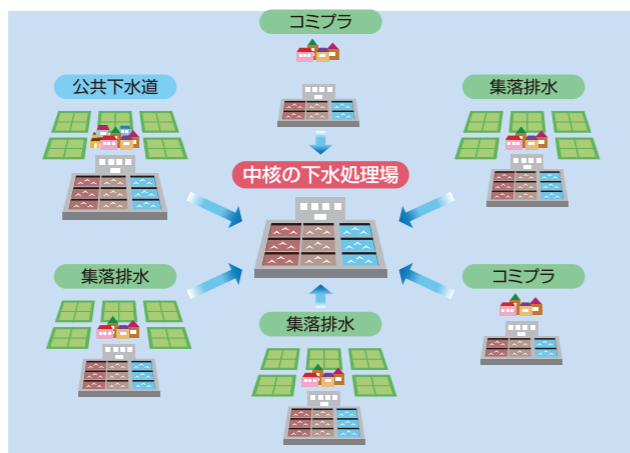 コミプラ
公共下水道
集落排水
中核の下水処理場
集落排水
コミプラ
集落排水